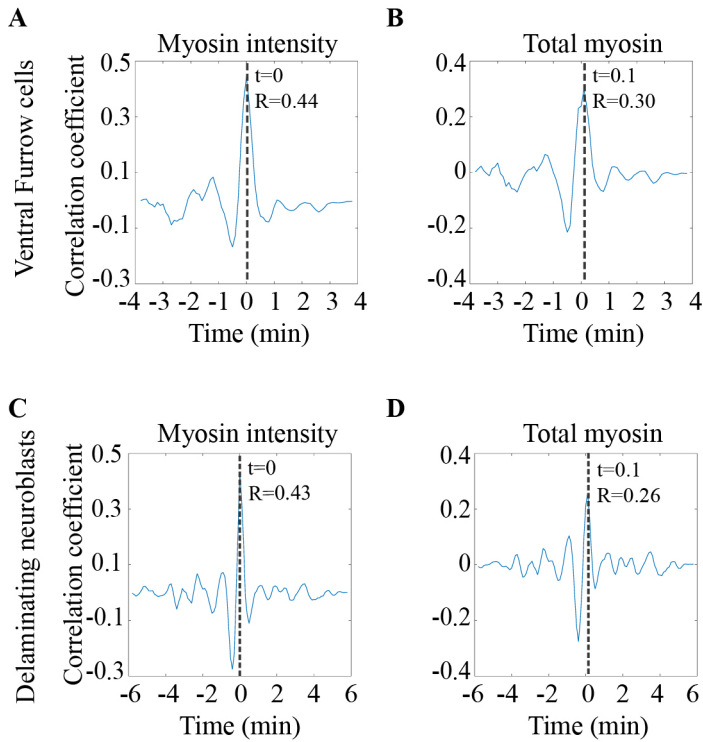 A
Myosin intensity
Ventral Furrow cells
Correlation coefficient
0.5
0.3
0.1
-0.1
-0.3
t=0
R=0.44
-4 -3 -2 -1 0 1 2 3 4
Time (min)
B
Total myosin
0.4
0.2
0
-0.2
-0.4
t=0.1
R=0.30
-4 -3 -2 -1 0 1 2 3 4
Time (min)
C
Myosin intensity
Delaminating neuroblasts
Correlation coefficient
0.5
0.3
0.1
-0.1
-0.3
t=0
R=0.43
-6 -4 -2 0 2 4 6
Time (min)
D
Total myosin
0.4
0.2
0
-0.2
-0.4
t=0.1
R=0.26
-6 -4 -2 0 2 4 6
Time (min)